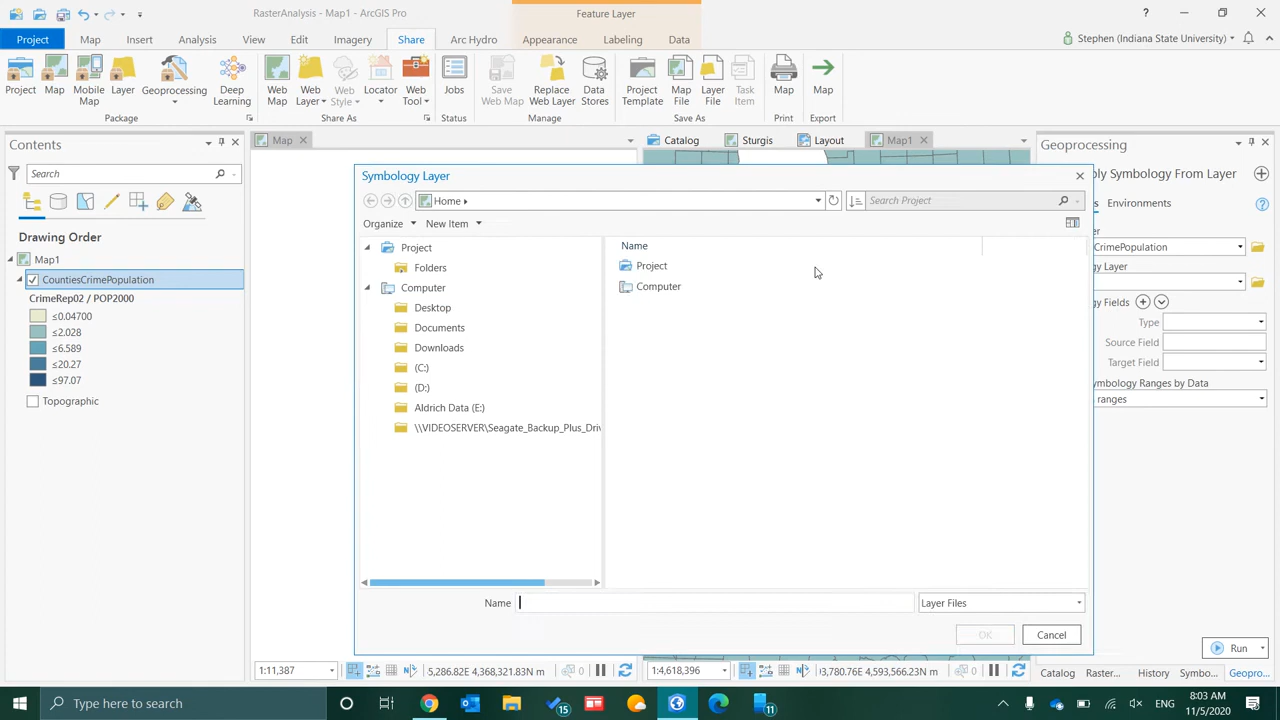 RasterAnalysis - Map1 - ArcGIS Pro
Feature Layer
?
Project
Map
Insert
Analysis
View
Edit
Imagery
Share
Arc Hydro
Appearance
Labeling
Data
Stephen (Indiana State University)
Project
Map
Mobile
Map
Layer
Geoprocessing
Deep
Learning
Web
Map
Web
Layer
Web
Style
Locator
Web
Tool
Jobs
Save
Web Map
Replace
Web Layer
Data
Stores
Project
Template
Map
File
Layer
File
Task
Item
Map
Map
Package
Share As
Status
Manage
Save As
Print
Export
Contents
Search
Drawing Order
Map1
CountiesCrimePopulation
CrimeRep02 / POP2000
≤0.04700
≤2.028
≤6.589
≤20.27
≤97.07
Topographic
Map
Catalog
Sturgis
Layout
Map1
Symbology Layer
Home
Search Project
Organize
New Item
Project
Folders
Computer
Desktop
Documents
Downloads
(C:)
(D:)
Aldrich Data (E:)
\\VIDEOSERVER\Seagate_Backup_Plus_Driv
Name
Project
Computer
Name
Layer Files
OK
Cancel
Geoprocessing
ply Symbology From Layer
Environments
CrimePopulation
gy Layer
gy Fields
Type
Source Field
Target Field
ymbology Ranges by Data
ranges
Run
1:11,387
5,286.82E 4,368,321.83N m
0
1:4,618,396
3,780.76E 4,593,566.23N m
0
Catalog
Raster...
History
Symbo...
Geopro...
Type here to search
15
11
ENG
8:03 AM
11/5/2020